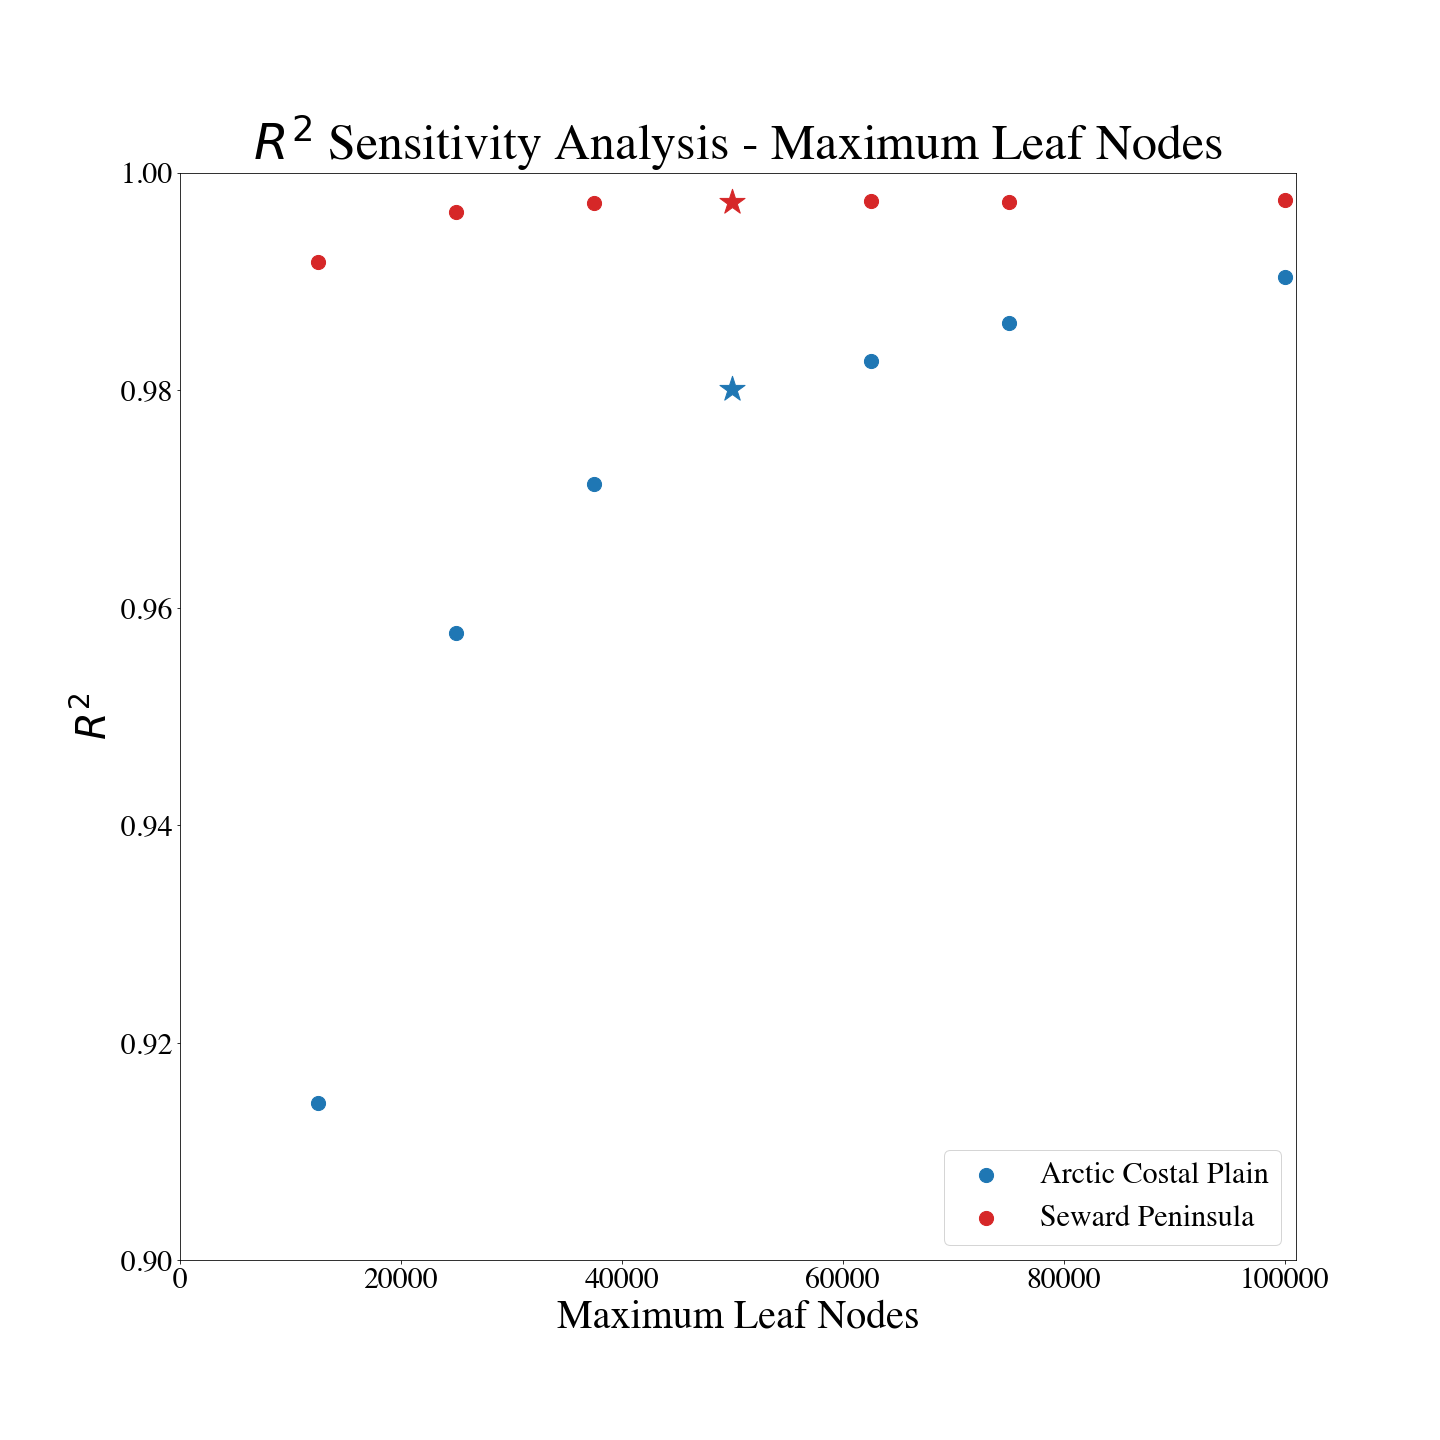 R² Sensitivity Analysis - Maximum Leaf Nodes
1.00
0.98
0.96
0.94
0.92
0.90
R²
0 20000 40000 60000 80000 100000
Maximum Leaf Nodes
Arctic Costal Plain
Seward Peninsula